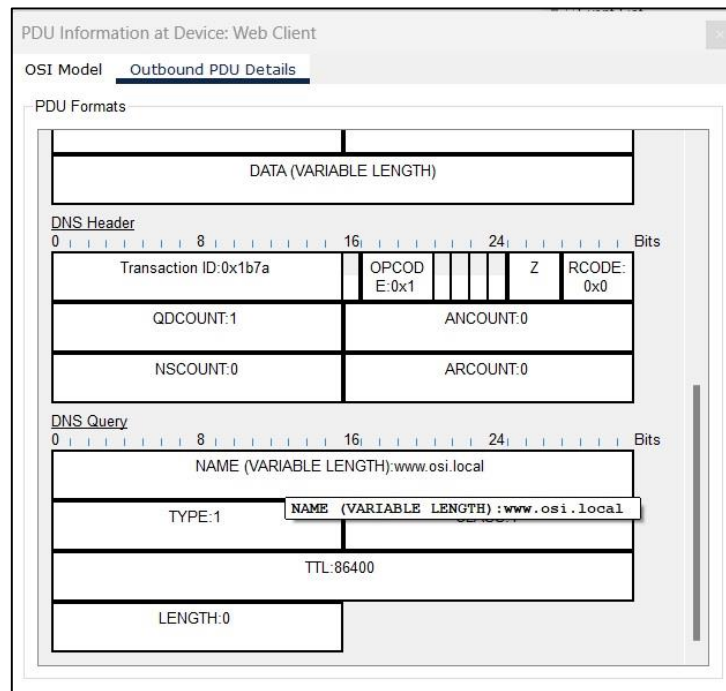 PDU Information at Device: Web Client
OSI Model Outbound PDU Details
PDU Formats
DATA (VARIABLE LENGTH)
DNS Header
0 8 16 24 Bits
Transaction ID:0x1b7a OPCOD E:0x1 Z RCODE: 0x0
QDCOUNT:1 ANCOUNT:0
NSCOUNT:0 ARCOUNT:0
DNS Query
0 8 16 24 Bits
NAME (VARIABLE LENGTH):www.osi.local
TYPE:1
NAME (VARIABLE LENGTH):www.osi.local
TTL:86400
LENGTH:0